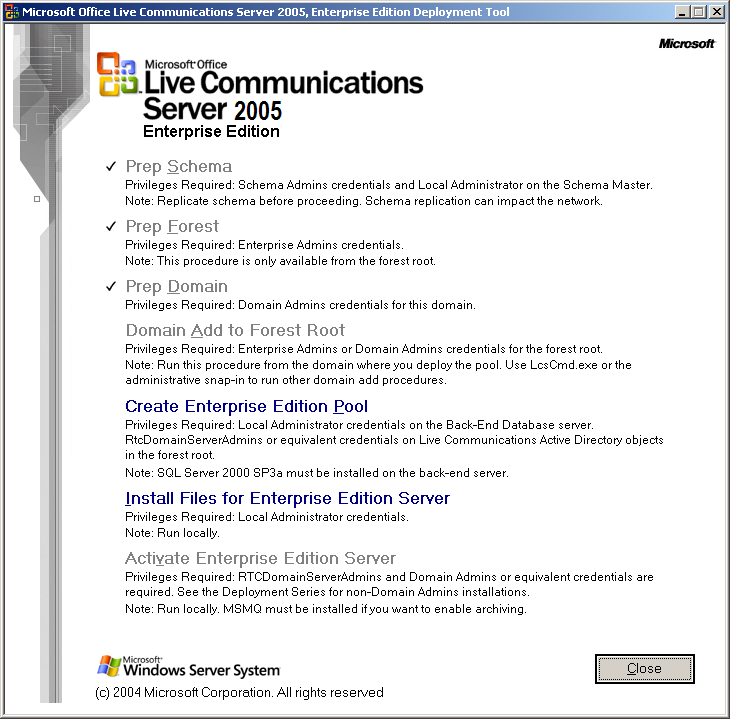 Microsoft Office Live Communications Server 2005, Enterprise Edition Deployment Tool
Microsoft
Microsoft Office
Live Communications
Server 2005
Enterprise Edition
✓ Prep Schema
Privileges Required: Schema Admins credentials and Local Administrator on the Schema Master.
Note: Replicate schema before proceeding. Schema replication can impact the network.
✓ Prep Forest
Privileges Required: Enterprise Admins credentials.
Note: This procedure is only available from the forest root.
✓ Prep Domain
Privileges Required: Domain Admins credentials for this domain.
Domain Add to Forest Root
Privileges Required: Enterprise Admins or Domain Admins credentials for the forest root.
Note: Run this procedure from the domain where you deploy the pool. Use LcsCmd.exe or the
administrative snap-in to run other domain add procedures.
Create Enterprise Edition Pool
Privileges Required: Local Administrator credentials on the Back-End Database server.
RtcDomainServerAdmins or equivalent credentials on Live Communications Active Directory objects
in the forest root.
Note: SQL Server 2000 SP3a must be installed on the back-end server.
Install Files for Enterprise Edition Server
Privileges Required: Local Administrator credentials.
Note: Run locally.
Activate Enterprise Edition Server
Privileges Required: RTCDomainServerAdmins and Domain Admins or equivalent credentials are
required. See the Deployment Series for non-Domain Admins installations.
Note: Run locally. MSMQ must be installed if you want to enable archiving.
Microsoft
Windows Server System
Close
(c) 2004 Microsoft Corporation. All rights reserved